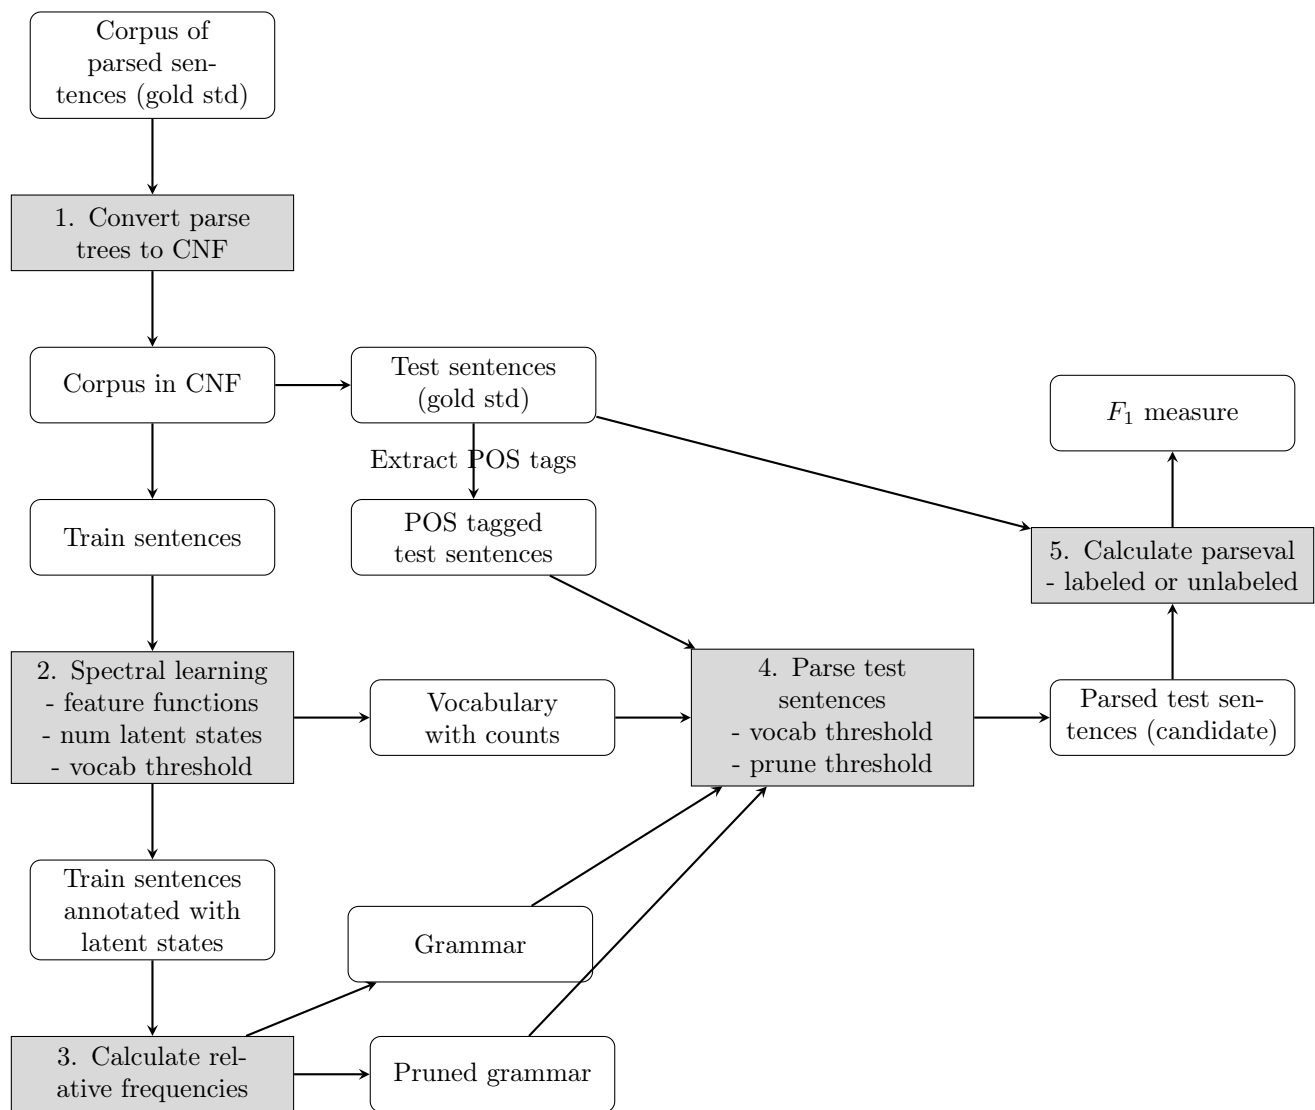 Corpus of
parsed sen-
tences (gold std)
1. Convert parse
trees to CNF
Corpus in CNF
Test sentences
(gold std)
F₁ measure
Extract POS tags
Train sentences
POS tagged
test sentences
5. Calculate parseval
- labeled or unlabeled
2. Spectral learning
- feature functions
- num latent states
- vocab threshold
Vocabulary
with counts
4. Parse test
sentences
- vocab threshold
- prune threshold
Parsed test sen-
tences (candidate)
Train sentences
annotated with
latent states
Grammar
3. Calculate rel-
ative frequencies
Pruned grammar